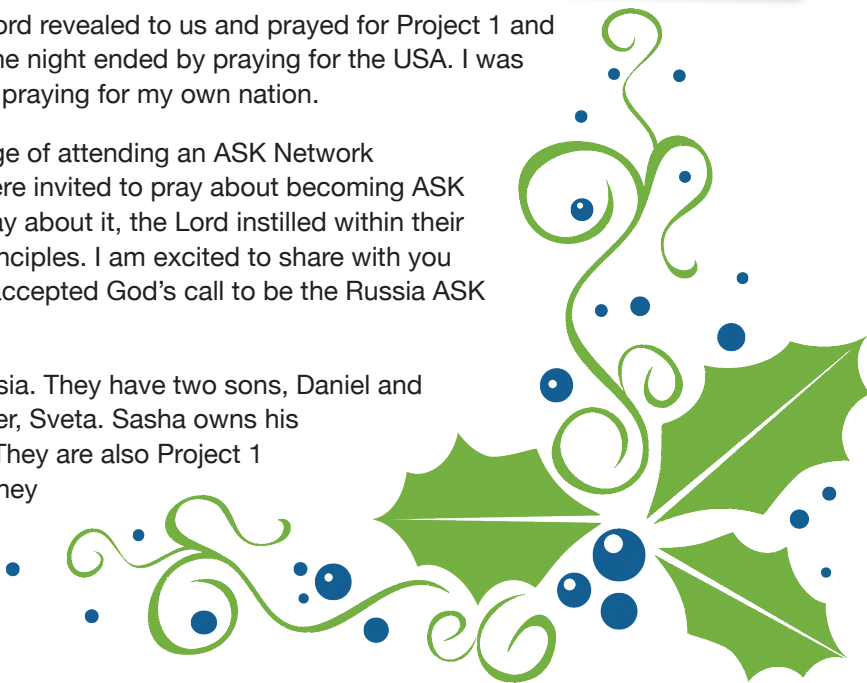 ord revealed to us and prayed for Project 1 and
ne night ended by praying for the USA. I was
praying for my own nation.
ge of attending an ASK Network
ere invited to pray about becoming ASK
ay about it, the Lord instilled within their
nciples. I am excited to share with you
accepted God's call to be the Russia ASK
sia. They have two sons, Daniel and
er, Sveta. Sasha owns his
They are also Project 1
ney